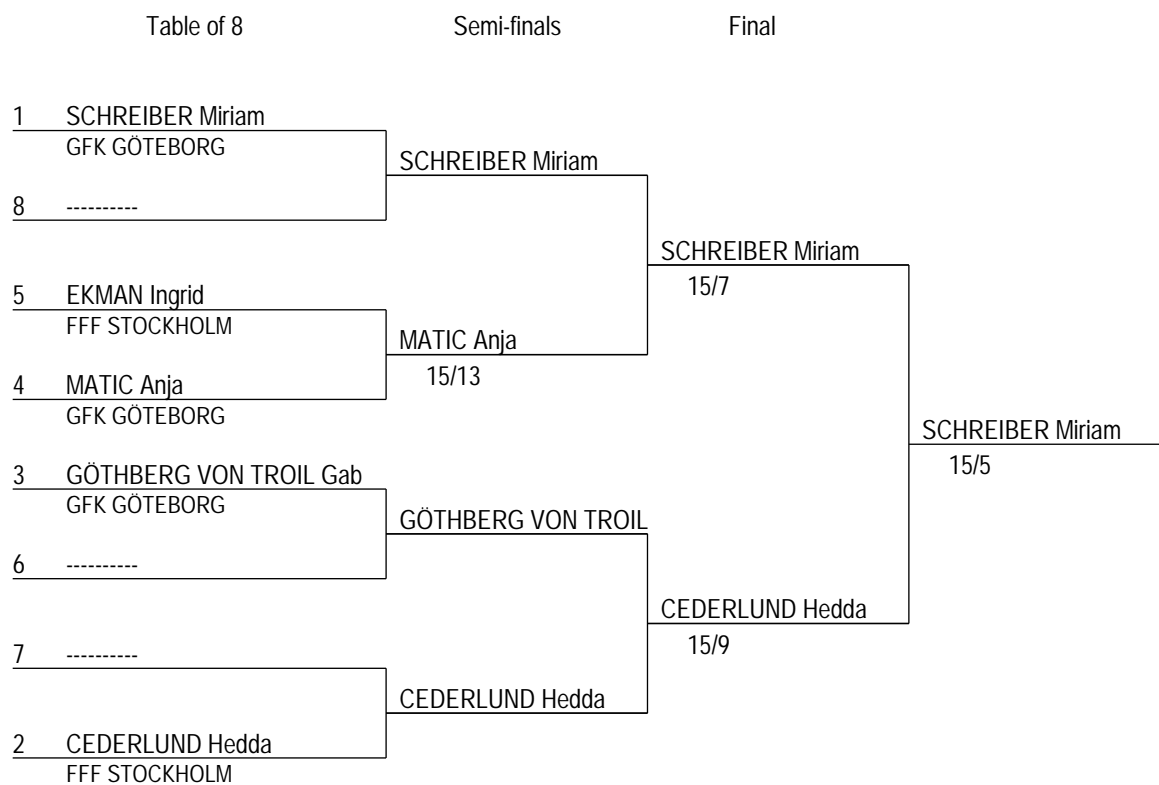 Table of 8 Semi-finals Final
1 SCHREIBER Miriam
GFK GÖTEBORG
SCHREIBER Miriam
8 ----------
SCHREIBER Miriam
15/7
5 EKMAN Ingrid
FFF STOCKHOLM
MATIC Anja
15/13
4 MATIC Anja
GFK GÖTEBORG
SCHREIBER Miriam
15/5
3 GÖTHBERG VON TROIL Gab
GFK GÖTEBORG
GÖTHBERG VON TROIL
6 ----------
CEDERLUND Hedda
15/9
7 ----------
CEDERLUND Hedda
2 CEDERLUND Hedda
FFF STOCKHOLM